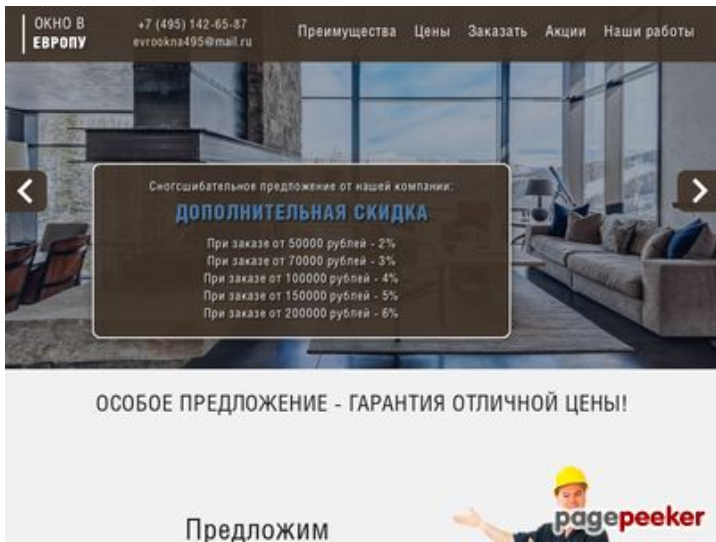 ОКНО В
ЕВРОПУ
+7 (495) 142-65-87
evrookna495@mail.ru
Преимущества Цены Заказать Акции Наши работы
Сногсшибательное предложение от нашей компании:
ДОПОЛНИТЕЛЬНАЯ СКИДКА
При заказе от 50000 рублей - 2%
При заказе от 70000 рублей - 3%
При заказе от 100000 рублей - 4%
При заказе от 150000 рублей - 5%
При заказе от 200000 рублей - 6%
ОСОБОЕ ПРЕДЛОЖЕНИЕ - ГАРАНТИЯ ОТЛИЧНОЙ ЦЕНЫ!
Предложим
pagepeeker